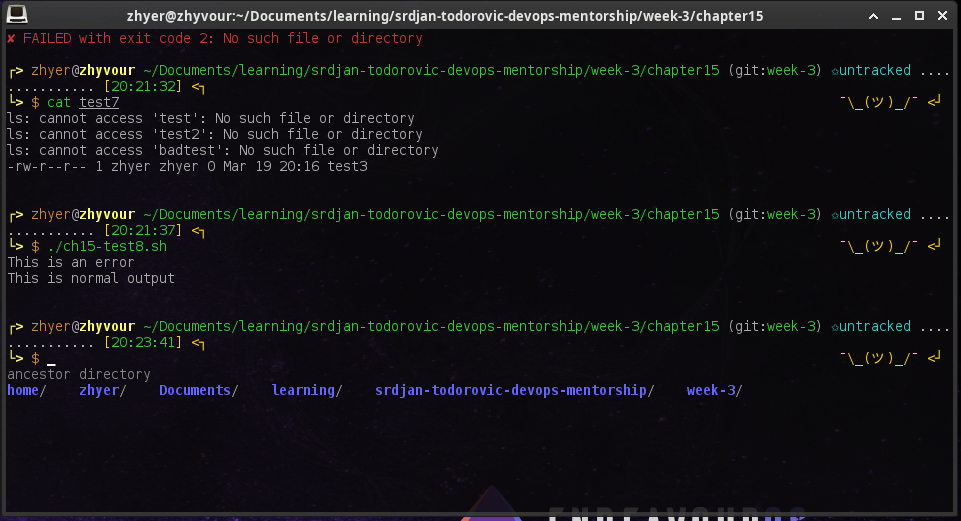 zhyer@zhyvour:~/Documents/learning/srdjan-todorovic-devops-mentorship/week-3/chapter15
✘ FAILED with exit code 2: No such file or directory
┌> zhyer@zhyvour ~/Documents/learning/srdjan-todorovic-devops-mentorship/week-3/chapter15 (git:week-3) ✩untracked ....
........... [20:21:32] <┐
└> $ cat test7 ¯\_(ツ)_/¯ <┘
ls: cannot access 'test': No such file or directory
ls: cannot access 'test2': No such file or directory
ls: cannot access 'badtest': No such file or directory
-rw-r--r-- 1 zhyer zhyer 0 Mar 19 20:16 test3
┌> zhyer@zhyvour ~/Documents/learning/srdjan-todorovic-devops-mentorship/week-3/chapter15 (git:week-3) ✩untracked ....
........... [20:21:37] <┐
└> $ ./ch15-test8.sh ¯\_(ツ)_/¯ <┘
This is an error
This is normal output
┌> zhyer@zhyvour ~/Documents/learning/srdjan-todorovic-devops-mentorship/week-3/chapter15 (git:week-3) ✩untracked ....
........... [20:23:41] <┐
└> $ _ ¯\_(ツ)_/¯ <┘
ancestor directory
home/ zhyer/ Documents/ learning/ srdjan-todorovic-devops-mentorship/ week-3/
ENDEAVOUROS